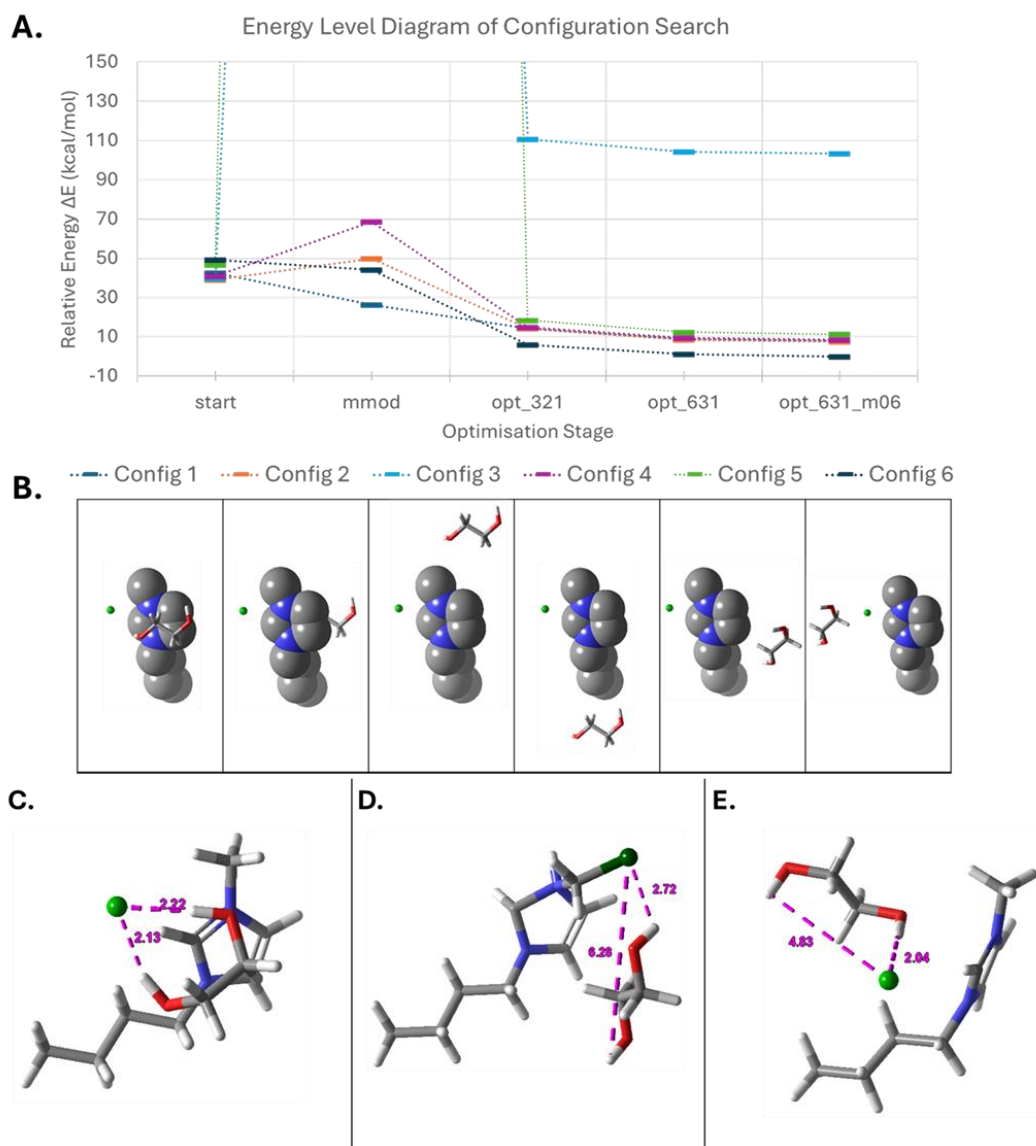 A.
Energy Level Diagram of Configuration Search
Relative Energy ΔE (kcal/mol)
150
130
110
90
70
50
30
10
-10
start mmod opt_321 opt_631 opt_631_m06
Optimisation Stage
Config 1 Config 2 Config 3 Config 4 Config 5 Config 6
B.
C.
2.22
2.13
D.
2.72
6.28
E.
4.83
2.04